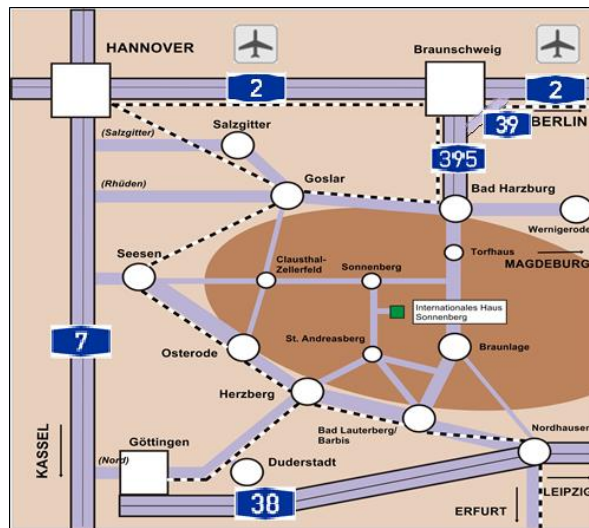 HANNOVER
Braunschweig
2
2
39
BERLIN
(Salzgitter)
Salzgitter
395
Goslar
(Rhüden)
Bad Harzburg
Wernigerode
Seesen
Clausthal-
Zellerfeld
Sonnenberg
Torfhaus
MAGDEBURG
Internationales Haus
Sonnenberg
7
Osterode
St. Andreasberg
Braunlage
Herzberg
Bad Lauterberg/
Barbis
Nordhausen
KASSEL
Göttingen
(Nord)
Duderstadt
38
ERFURT
LEIPZIG